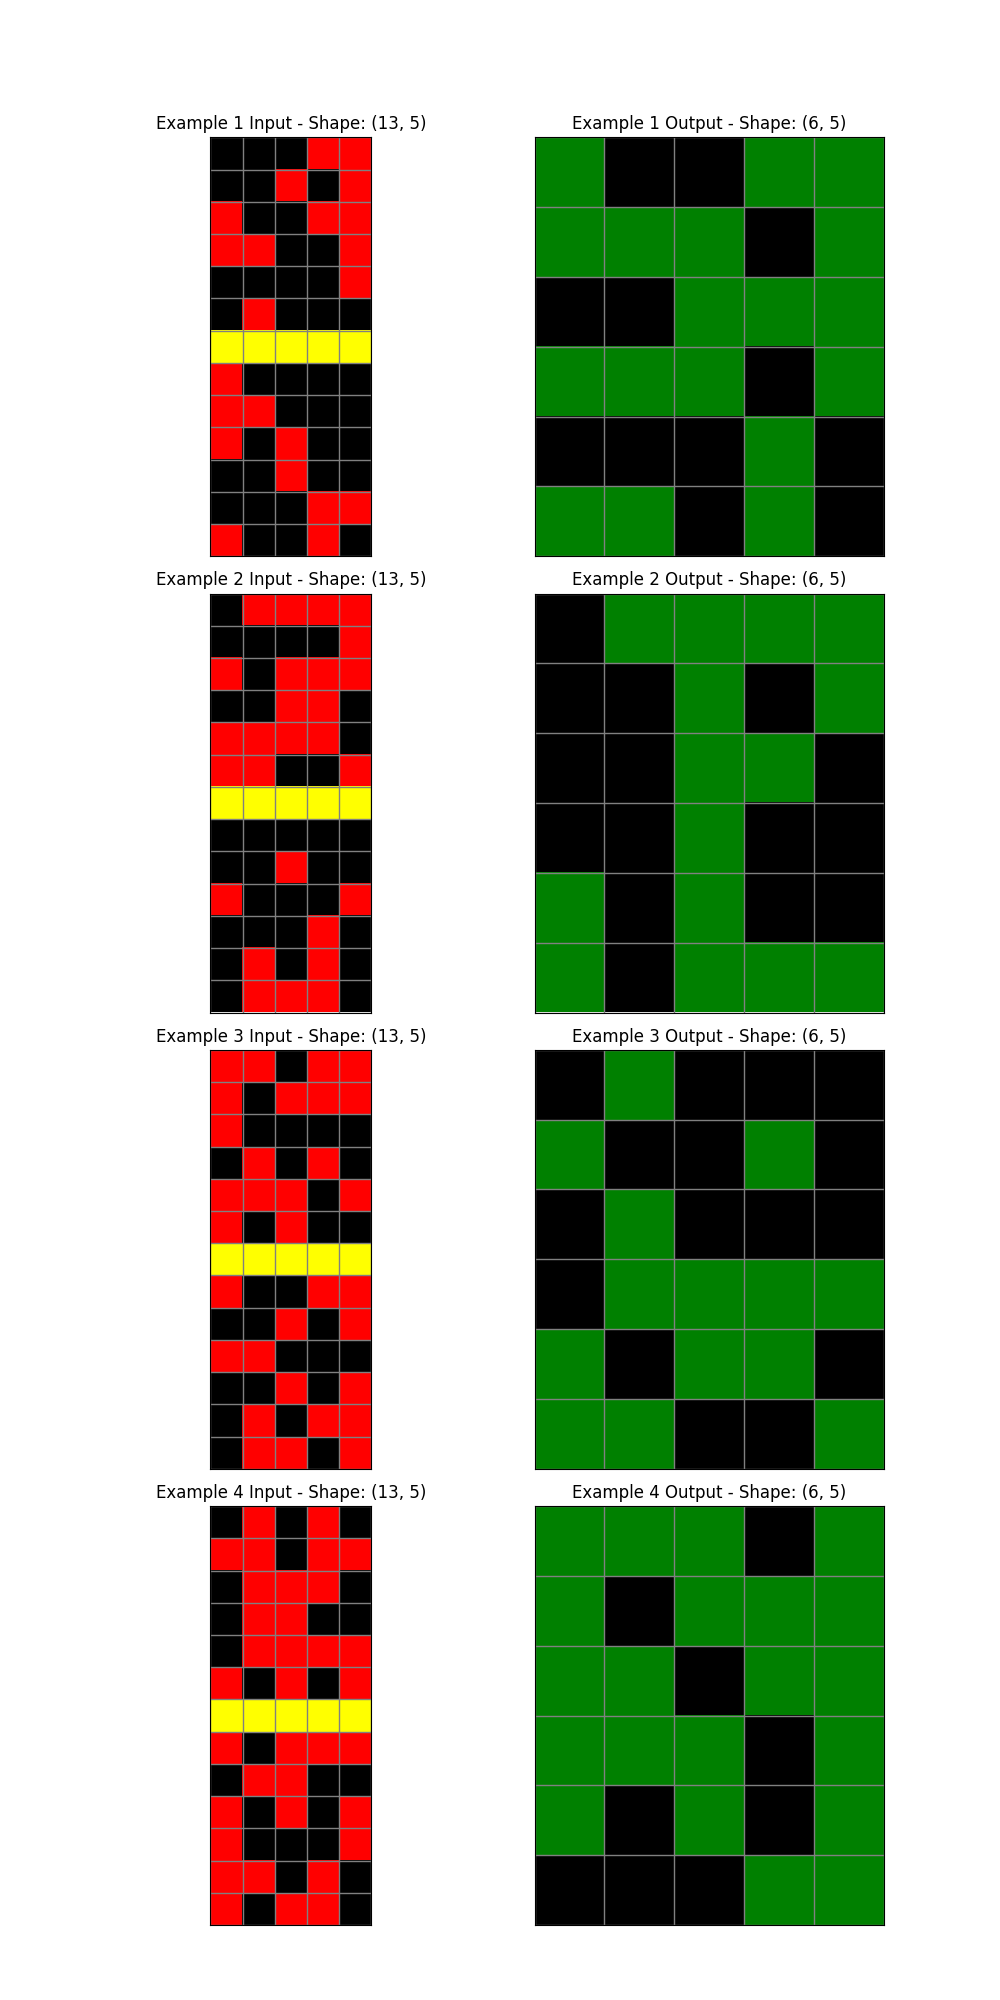 Example 1 Input - Shape: (13, 5)
Example 1 Output - Shape: (6, 5)
Example 2 Input - Shape: (13, 5)
Example 2 Output - Shape: (6, 5)
Example 3 Input - Shape: (13, 5)
Example 3 Output - Shape: (6, 5)
Example 4 Input - Shape: (13, 5)
Example 4 Output - Shape: (6, 5)